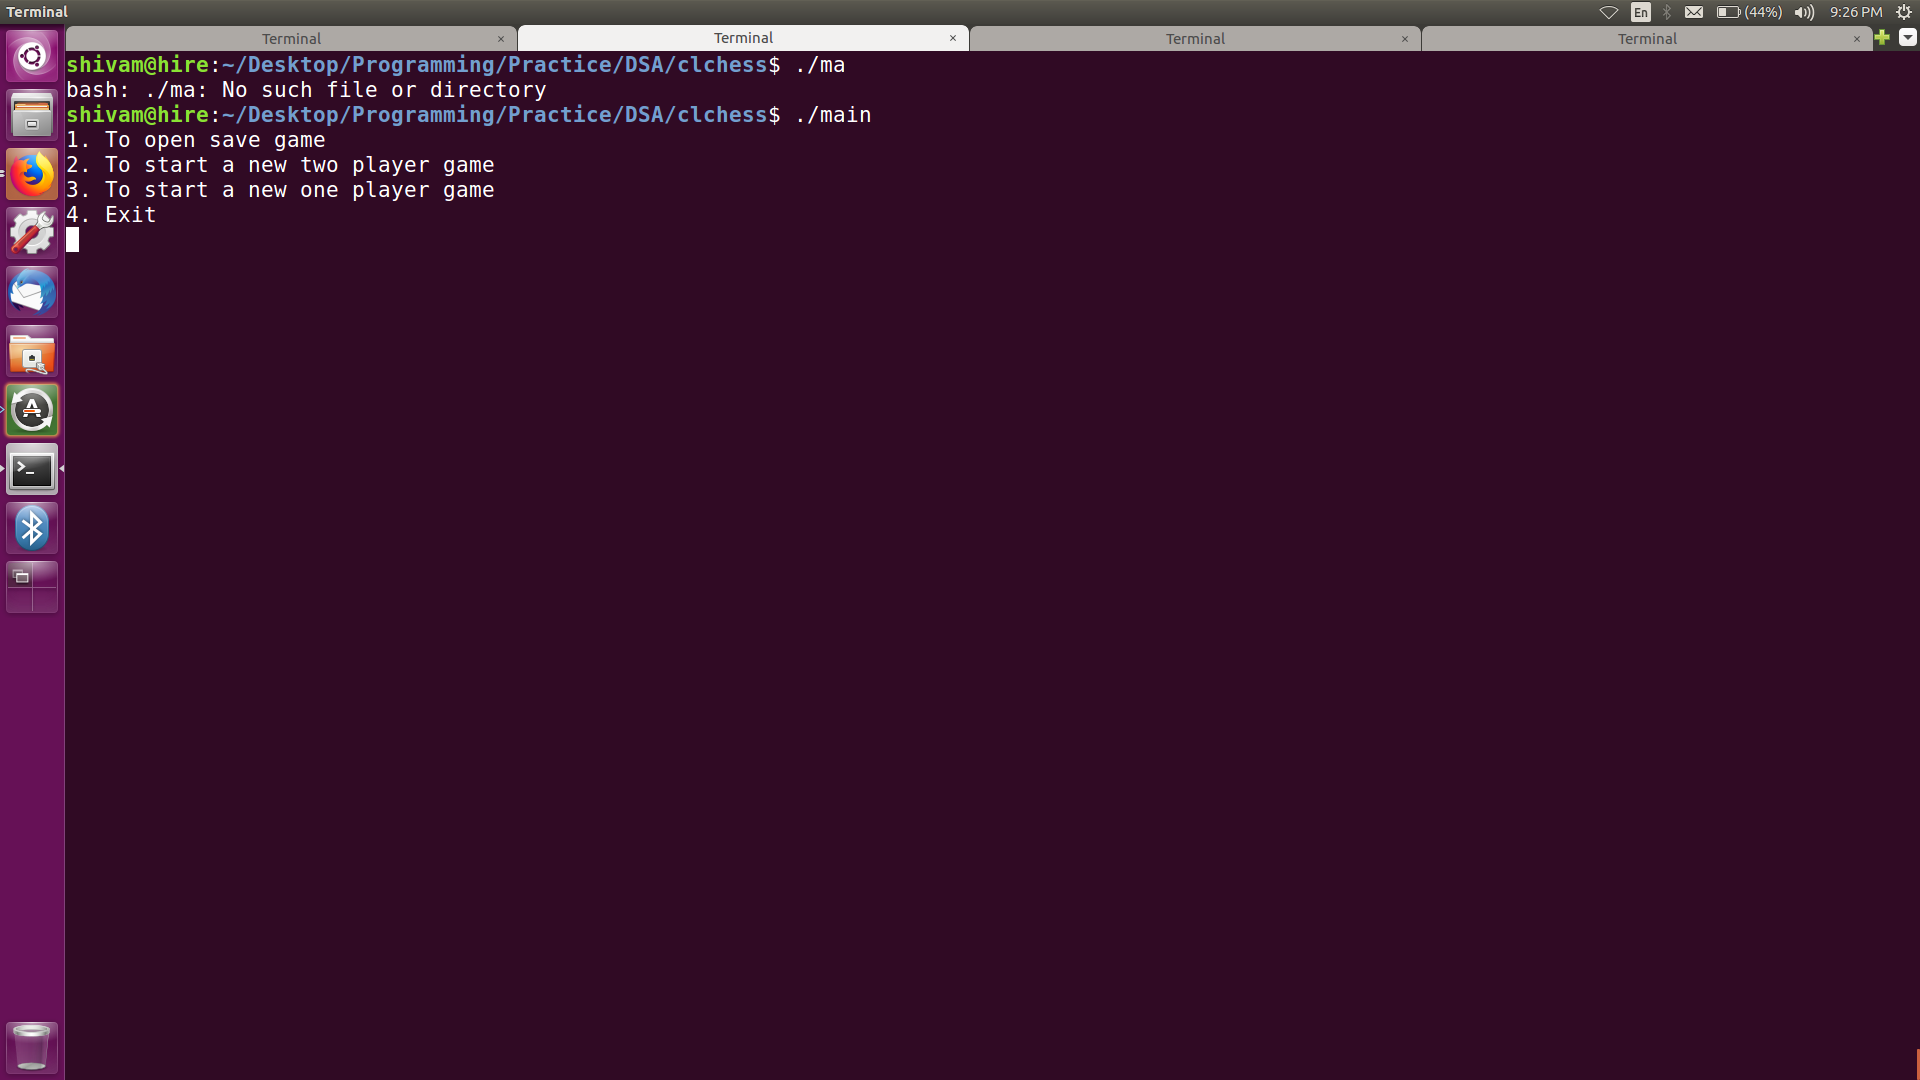 Terminal
En
(44%)
9:26 PM
Terminal × Terminal × Terminal × Terminal ×
shivam@hire:~/Desktop/Programming/Practice/DSA/clchess$ ./ma
bash: ./ma: No such file or directory
shivam@hire:~/Desktop/Programming/Practice/DSA/clchess$ ./main
1. To open save game
2. To start a new two player game
3. To start a new one player game
4. Exit